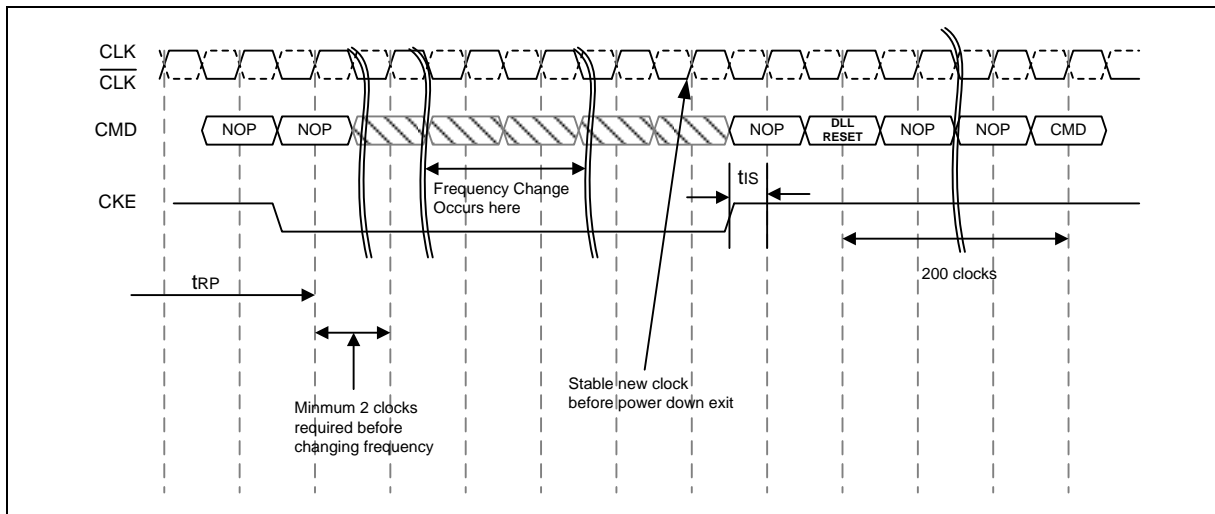 CLK
CLK
CMD
NOP
NOP
NOP
DLL
RESET
NOP
NOP
CMD
tIS
Frequency Change
Occurs here
CKE
200 clocks
tRP
Stable new clock
before power down exit
Minmum 2 clocks
required before
changing frequency